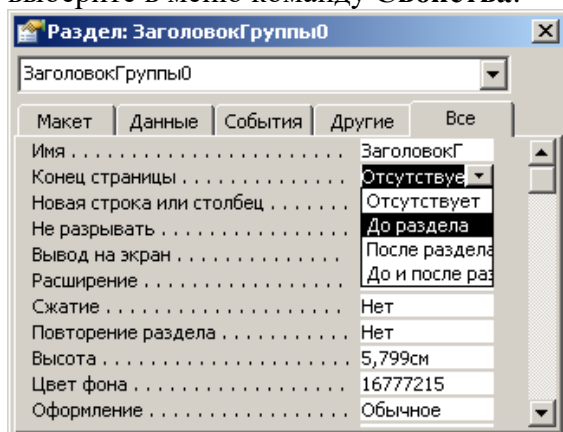 выберите в меню команду Свойства.
Раздел: ЗаголовокГруппы0
ЗаголовокГруппы0
Макет Данные События Другие Все
Имя ЗаголовокГ
Конец страницы Отсутствуе
Новая строка или столбец Отсутствует
Не разрывать До раздела
Вывод на экран После раздела
Расширение До и после раз
Сжатие Нет
Повторение раздела Нет
Высота 5,799см
Цвет фона 16777215
Оформление Обычное